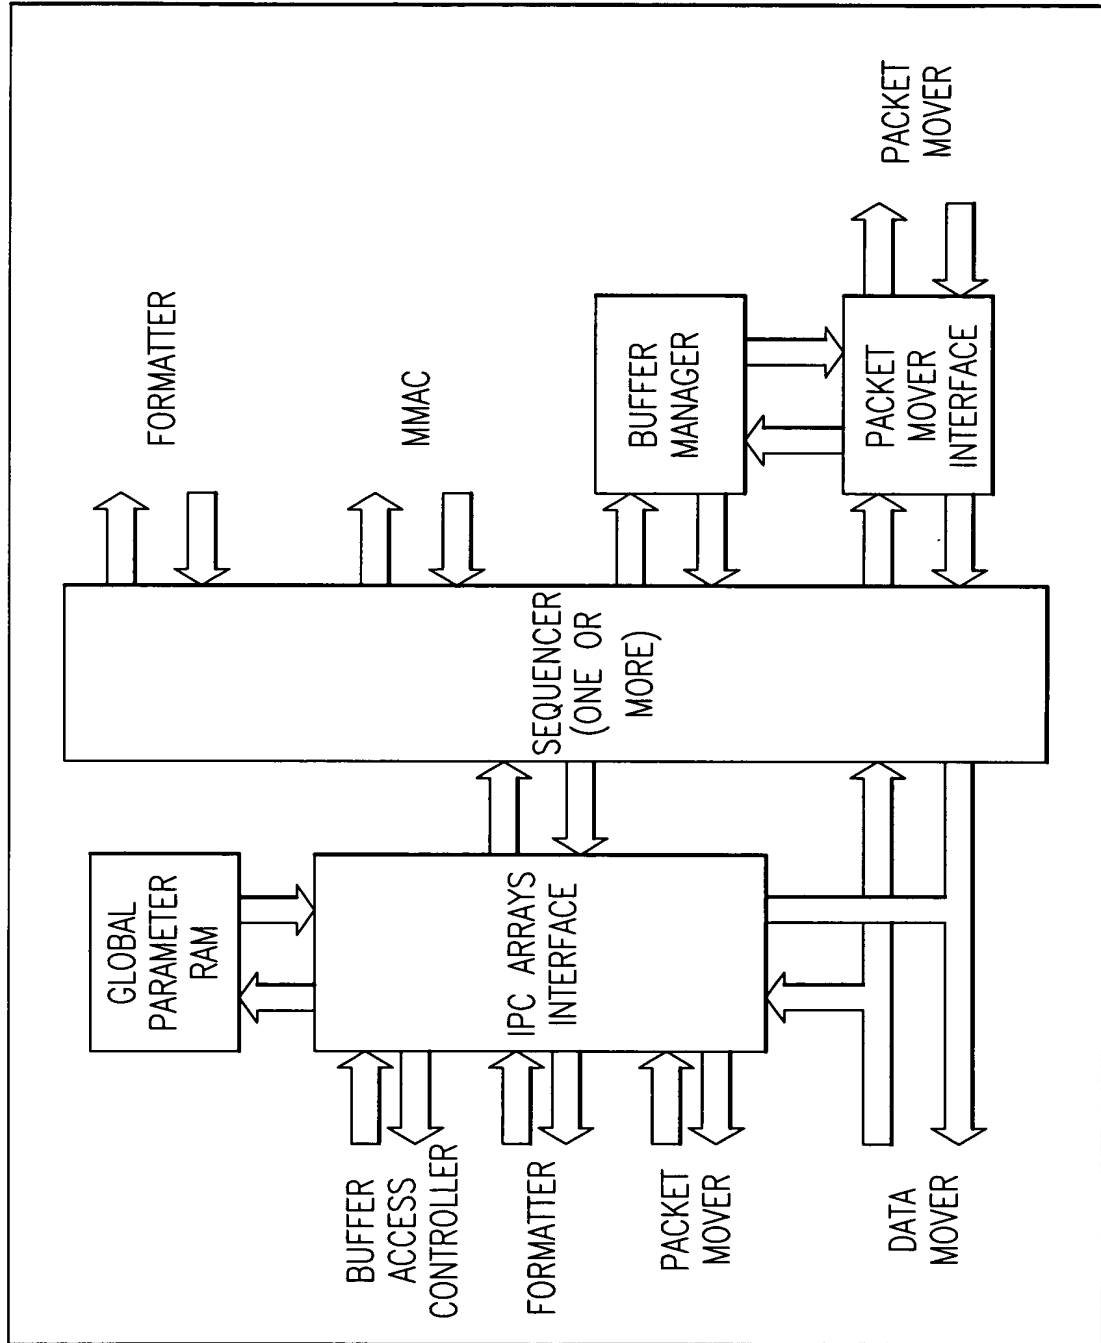 GLOBAL
PARAMETER
RAM
FORMATTER
MMAC
BUFFER
ACCESS
CONTROLLER
FORMATTER
PACKET
MOVER
IPC ARRAYS
INTERFACE
SEQUENCER
(ONE OR
MORE)
BUFFER
MANAGER
PACKET
MOVER
INTERFACE
PACKET
MOVER
DATA
MOVER